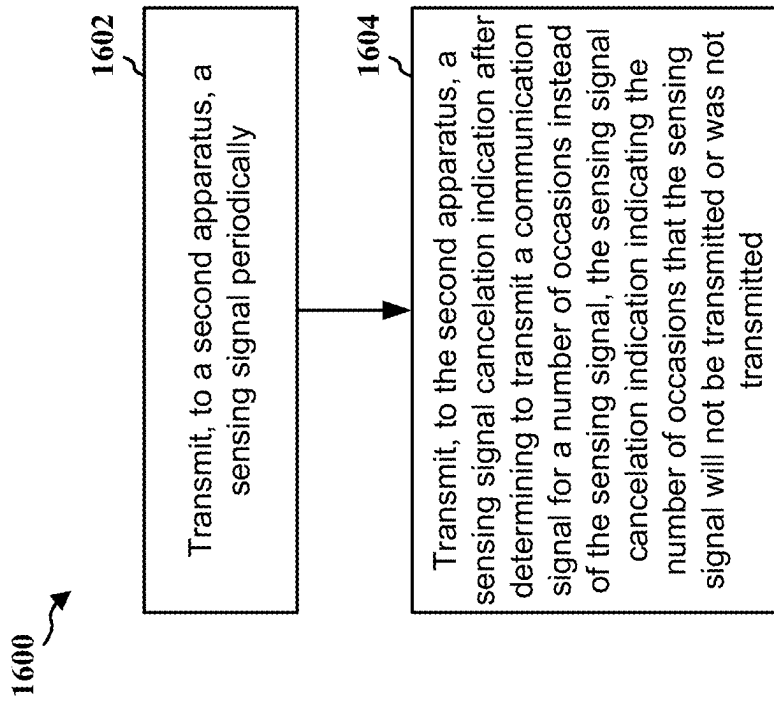 1600
1602
Transmit, to a second apparatus, a
sensing signal periodically
1604
Transmit, to the second apparatus, a
sensing signal cancelation indication after
determining to transmit a communication
signal for a number of occasions instead
of the sensing signal, the sensing signal
cancelation indication indicating the
number of occasions that the sensing
signal will not be transmitted or was not
transmitted